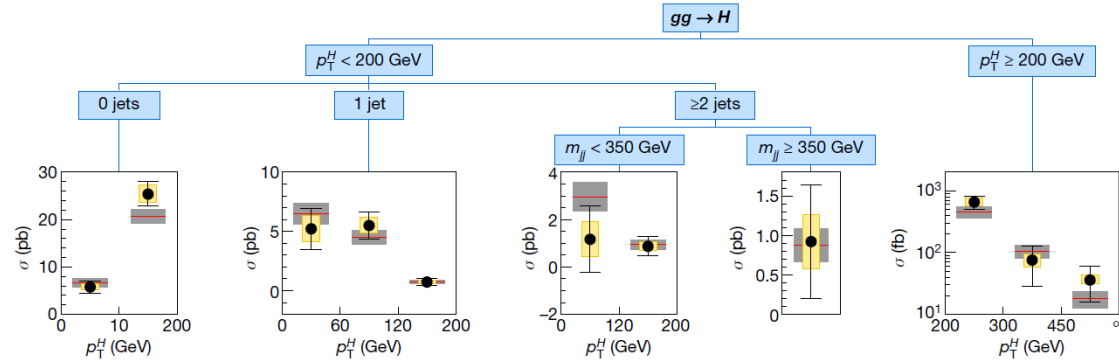 gg → H
p_T^H < 200 GeV
p_T^H ≥ 200 GeV
0 jets
1 jet
≥2 jets
m_jj < 350 GeV
m_jj ≥ 350 GeV
σ (pb)
30
20
10
0
0 10 200
p_T^H (GeV)
σ (pb)
10
5
0
0 60 120 200
p_T^H (GeV)
σ (pb)
4
2
0
−2
0 120 200
p_T^H (GeV)
σ (pb)
1.5
1.0
0.5
0
σ (fb)
10^3
10^2
10^1
200 300 450
p_T^H (GeV)